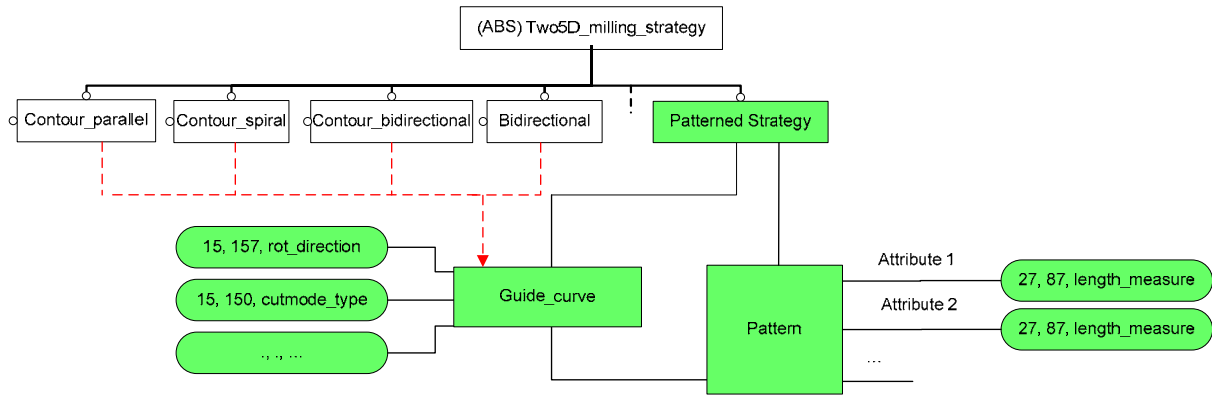 (ABS) Two5D_milling_strategy
Contour_parallel
Contour_spiral
Contour_bidirectional
Bidirectional
Patterned Strategy
15, 157, rot_direction
15, 150, cutmode_type
., ., ...
Guide_curve
Pattern
Attribute 1
27, 87, length_measure
Attribute 2
27, 87, length_measure
...